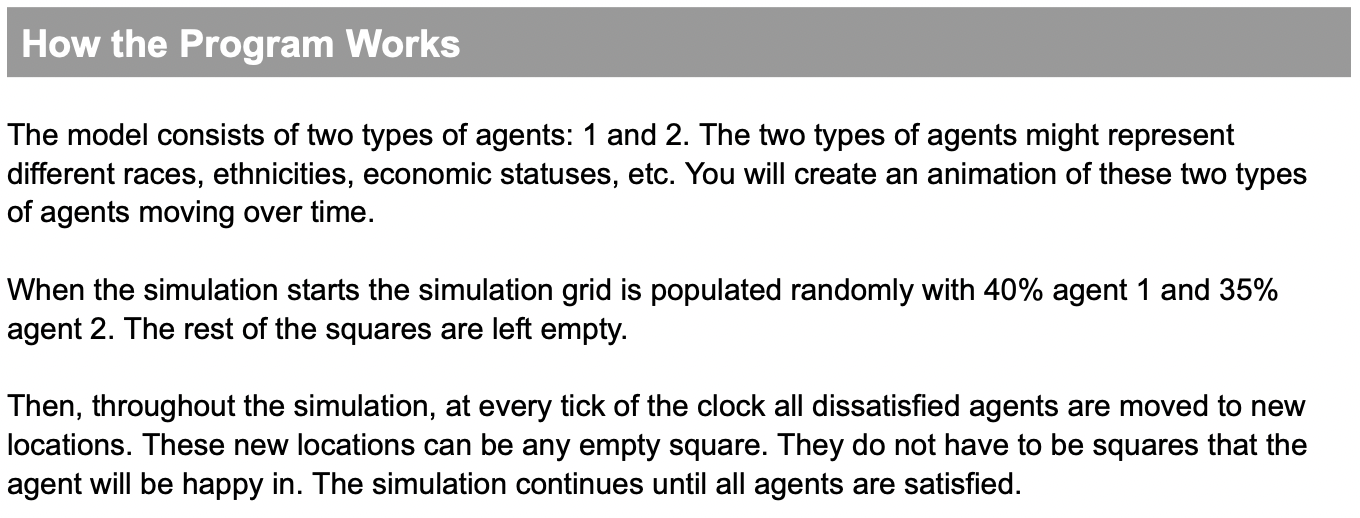 How the Program Works
The model consists of two types of agents: 1 and 2. The two types of agents might represent
different races, ethnicities, economic statuses, etc. You will create an animation of these two types
of agents moving over time.
When the simulation starts the simulation grid is populated randomly with 40% agent 1 and 35%
agent 2. The rest of the squares are left empty.
Then, throughout the simulation, at every tick of the clock all dissatisfied agents are moved to new
locations. These new locations can be any empty square. They do not have to be squares that the
agent will be happy in. The simulation continues until all agents are satisfied.